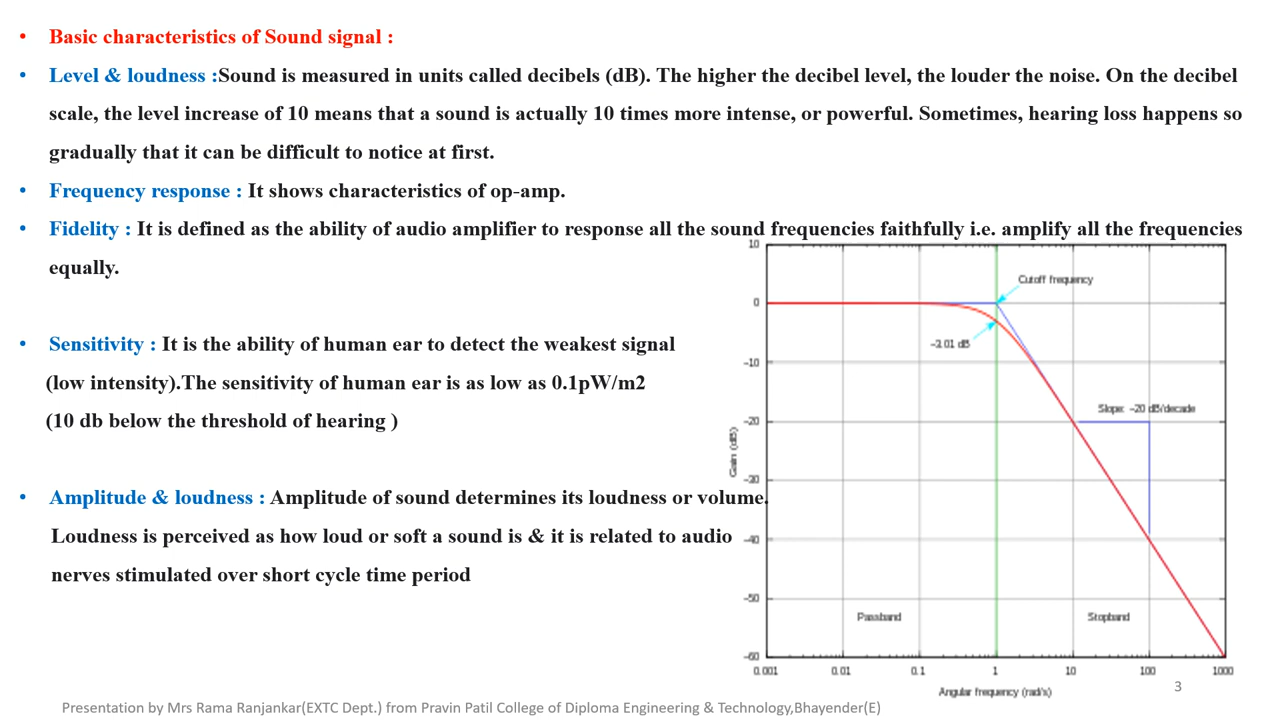 • Basic characteristics of Sound signal :
• Level & loudness :Sound is measured in units called decibels (dB). The higher the decibel level, the louder the noise. On the decibel
scale, the level increase of 10 means that a sound is actually 10 times more intense, or powerful. Sometimes, hearing loss happens so
gradually that it can be difficult to notice at first.
• Frequency response : It shows characteristics of op-amp.
• Fidelity : It is defined as the ability of audio amplifier to response all the sound frequencies faithfully i.e. amplify all the frequencies
equally.
• Sensitivity : It is the ability of human ear to detect the weakest signal
(low intensity).The sensitivity of human ear is as low as 0.1pW/m2
(10 db below the threshold of hearing )
• Amplitude & loudness : Amplitude of sound determines its loudness or volume.
Loudness is perceived as how loud or soft a sound is & it is related to audio
nerves stimulated over short cycle time period
10
0
-10
-20
-30
-40
-50
-60
Gain (dB)
Cutoff frequency
-3.01 dB
Slope: -20 dB/decade
Passband
Stopband
0.001
0.01
0.1
1
10
100
1000
Angular frequency (rad/s)
3
Presentation by Mrs Rama Ranjankar(EXTC Dept.) from Pravin Patil College of Diploma Engineering & Technology,Bhayender(E)